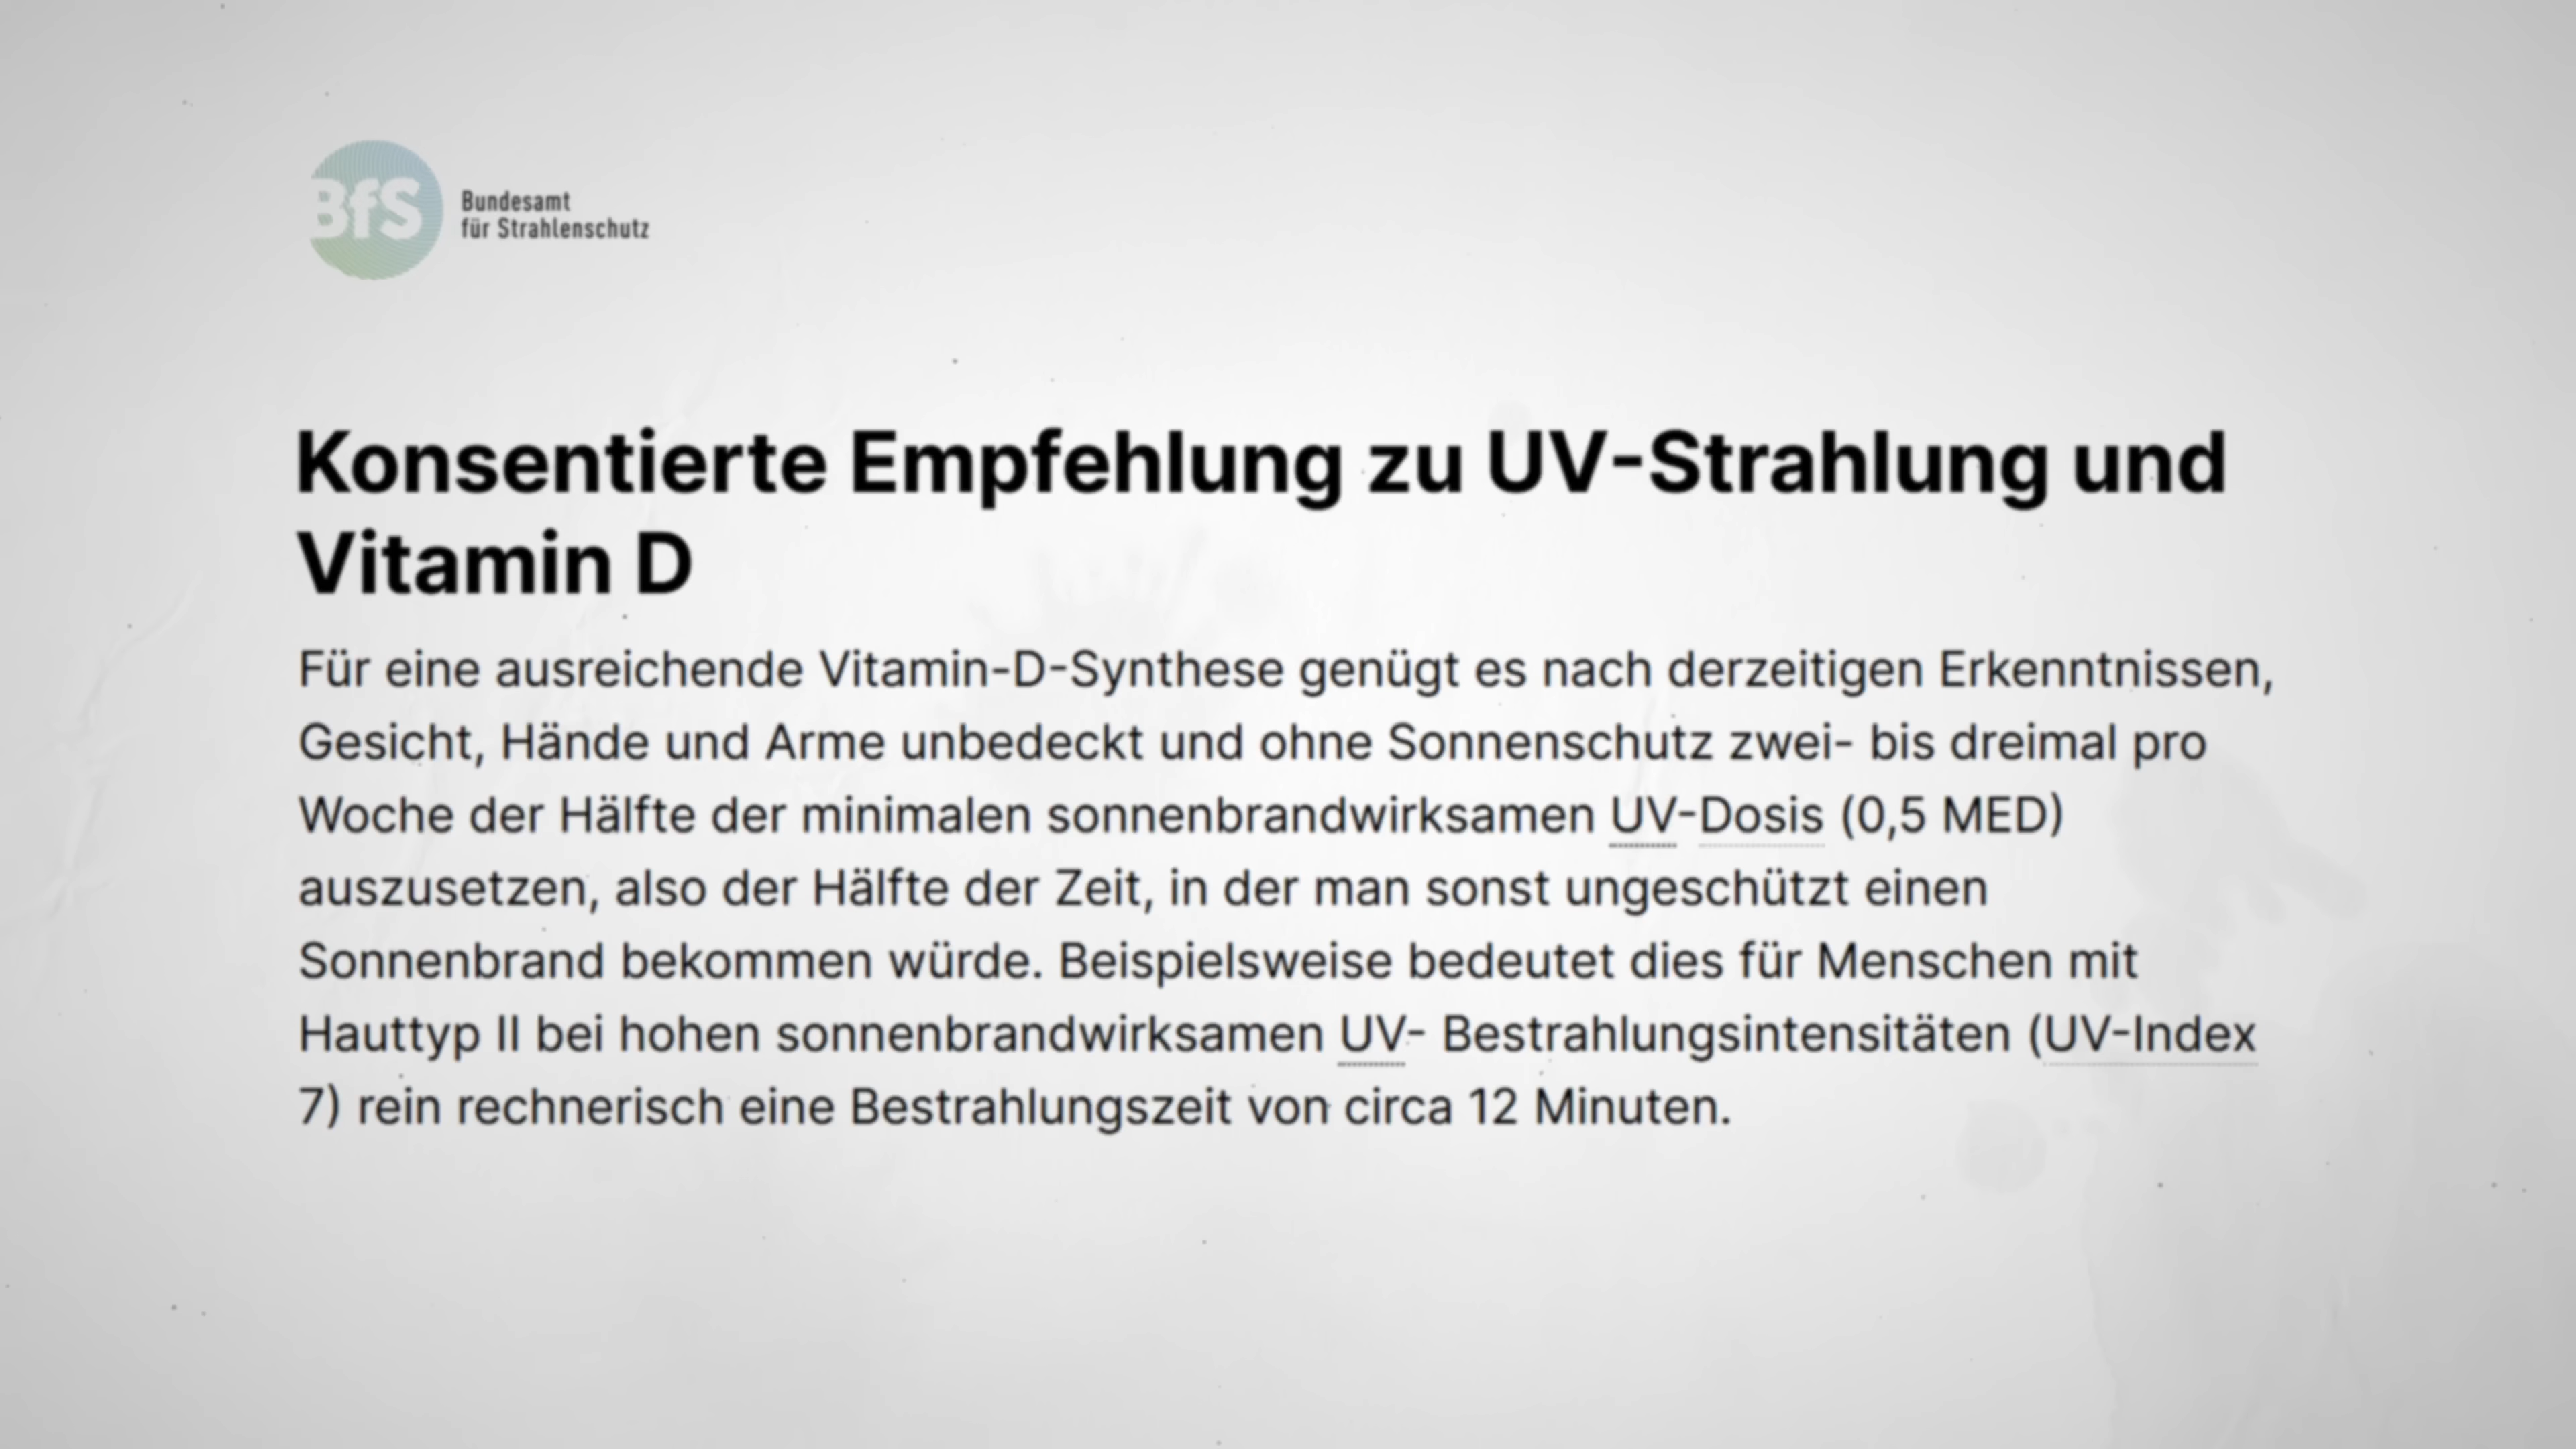 BfS
Bundesamt
für Strahlenschutz
Konsentierte Empfehlung zu UV-Strahlung und
Vitamin D
Für eine ausreichende Vitamin-D-Synthese genügt es nach derzeitigen Erkenntnissen,
Gesicht, Hände und Arme unbedeckt und ohne Sonnenschutz zwei- bis dreimal pro
Woche der Hälfte der minimalen sonnenbrandwirksamen UV-Dosis (0,5 MED)
auszusetzen, also der Hälfte der Zeit, in der man sonst ungeschützt einen
Sonnenbrand bekommen würde. Beispielsweise bedeutet dies für Menschen mit
Hauttyp II bei hohen sonnenbrandwirksamen UV- Bestrahlungsintensitäten (UV-Index
7) rein rechnerisch eine Bestrahlungszeit von circa 12 Minuten.